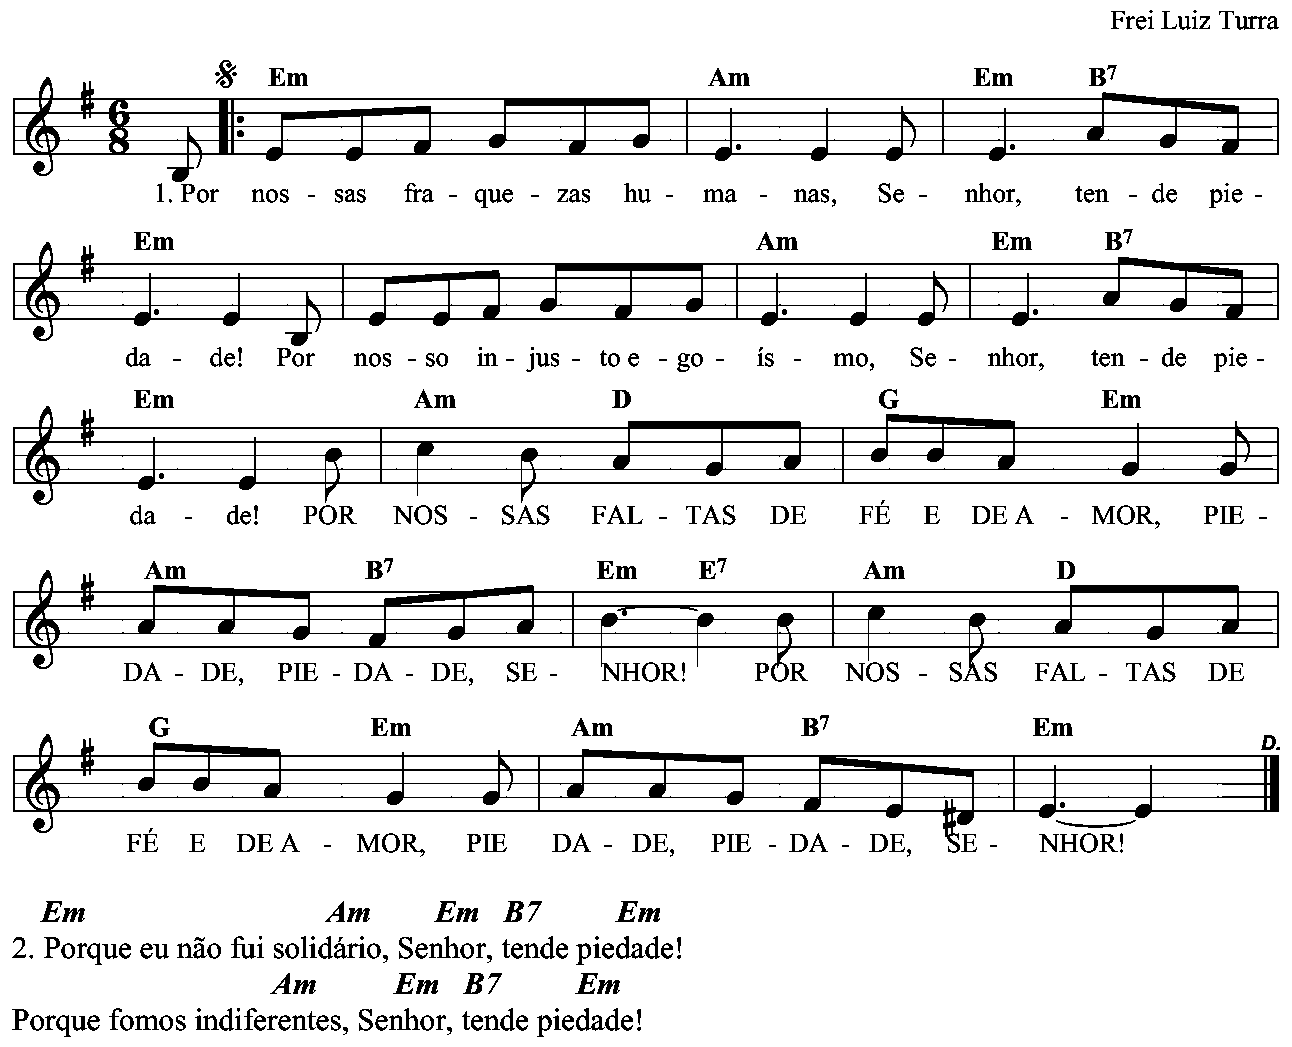 Frei Luiz Turra
Em Am Em B7
6
8
1. Por nos - sas fra - que - zas hu - ma - nas, Se - nhor, ten - de pie -
Em Am Em B7
da - de! Por nos - so in - jus - to e - go - ís - mo, Se - nhor, ten - de pie -
Em Am D G Em
da - de! POR NOS - SAS FAL - TAS DE FÉ E DE A - MOR, PIE -
Am B7 Em E7 Am D
DA - DE, PIE - DA - DE, SE - NHOR! POR NOS - SAS FAL - TAS DE
G Em Am B7 Em D.
FÉ E DE A - MOR, PIE DA - DE, PIE - DA - DE, SE - NHOR!
Em Am Em B7 Em
2. Porque eu não fui solidário, Senhor, tende piedade!
Am Em B7 Em
Porque fomos indiferentes, Senhor, tende piedade!